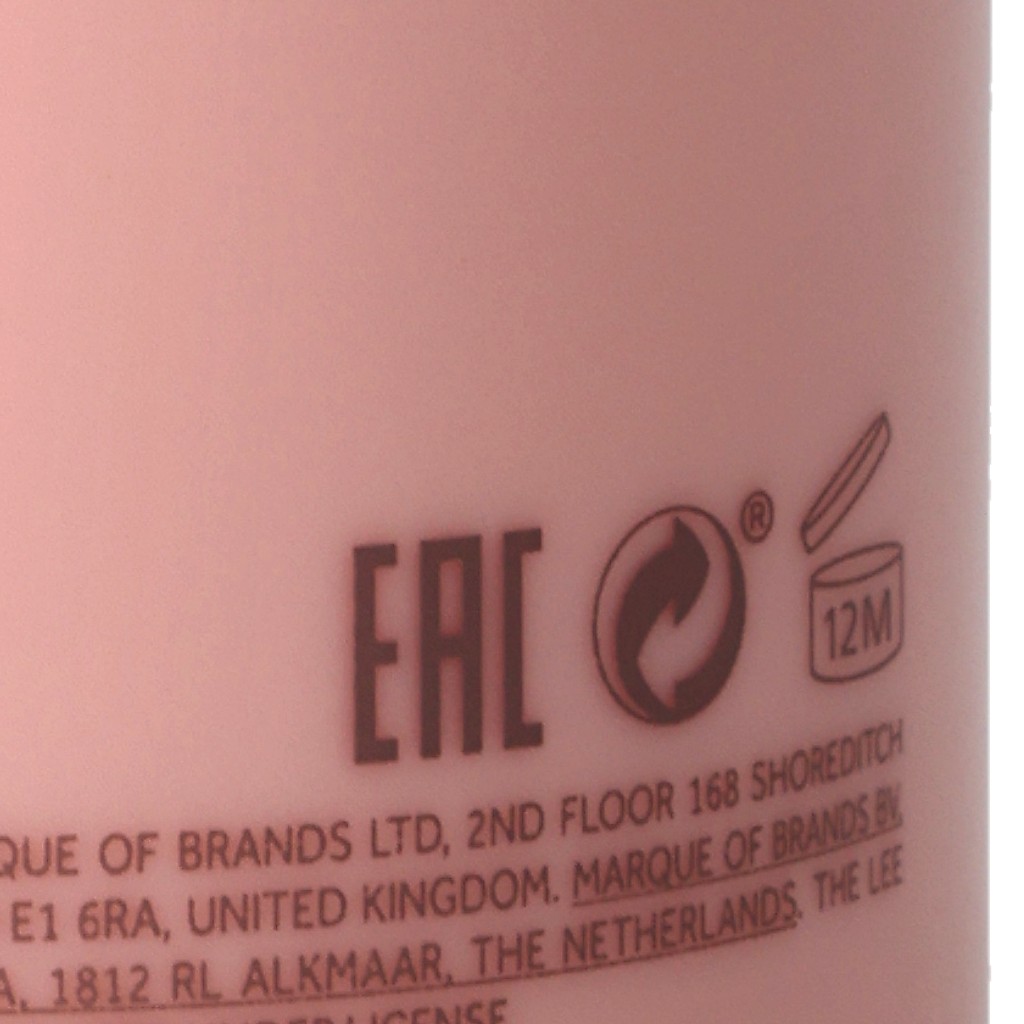 EAC ® 12M
QUE OF BRANDS LTD, 2ND FLOOR 168 SHOREDITCH
E1 6RA, UNITED KINGDOM. MARQUE OF BRANDS BV,
A, 1812 RL ALKMAAR, THE NETHERLANDS. THE LEE
LICENSE